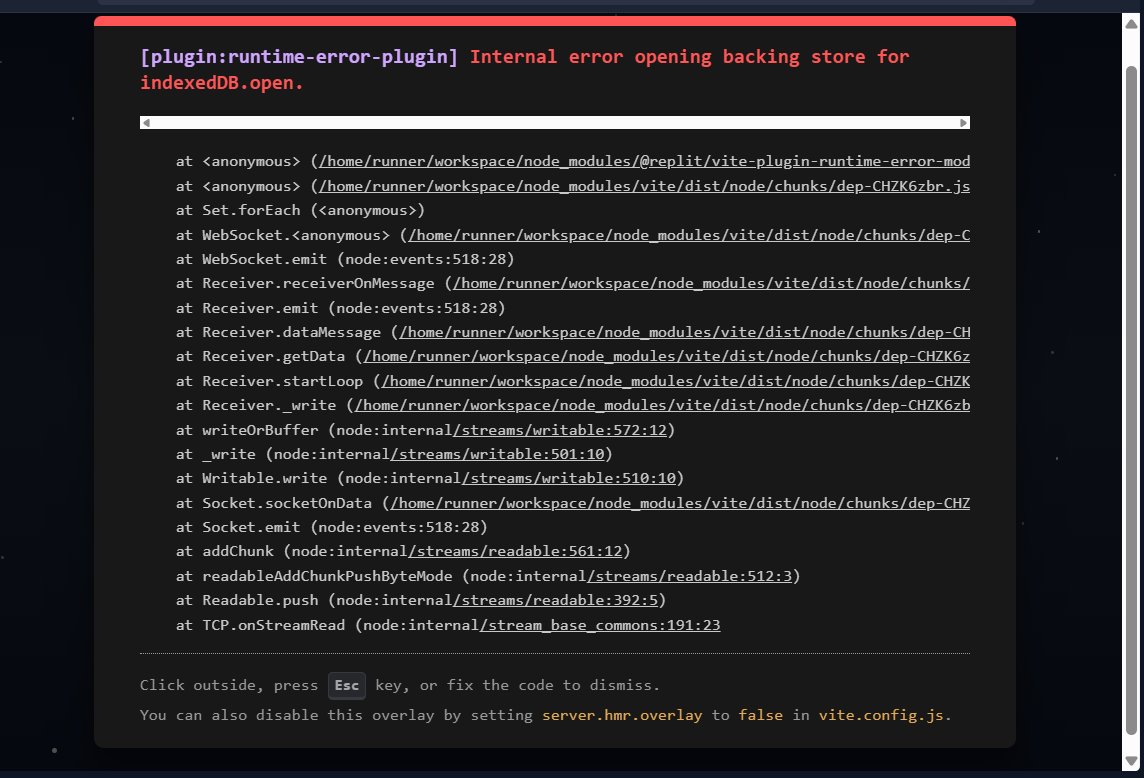 [plugin:runtime-error-plugin] Internal error opening backing store for
indexedDB.open.
at <anonymous> (/home/runner/workspace/node_modules/@replit/vite-plugin-runtime-error-mod
at <anonymous> (/home/runner/workspace/node_modules/vite/dist/node/chunks/dep-CHZK6zbr.js
at Set.forEach (<anonymous>)
at WebSocket.<anonymous> (/home/runner/workspace/node_modules/vite/dist/node/chunks/dep-C
at WebSocket.emit (node:events:518:28)
at Receiver.receiverOnMessage (/home/runner/workspace/node_modules/vite/dist/node/chunks/
at Receiver.emit (node:events:518:28)
at Receiver.dataMessage (/home/runner/workspace/node_modules/vite/dist/node/chunks/dep-CH
at Receiver.getData (/home/runner/workspace/node_modules/vite/dist/node/chunks/dep-CHZK6z
at Receiver.startLoop (/home/runner/workspace/node_modules/vite/dist/node/chunks/dep-CHZK
at Receiver._write (/home/runner/workspace/node_modules/vite/dist/node/chunks/dep-CHZK6zb
at writeOrBuffer (node:internal/streams/writable:572:12)
at _write (node:internal/streams/writable:501:10)
at Writable.write (node:internal/streams/writable:510:10)
at Socket.socketOnData (/home/runner/workspace/node_modules/vite/dist/node/chunks/dep-CHZ
at Socket.emit (node:events:518:28)
at addChunk (node:internal/streams/readable:561:12)
at readableAddChunkPushByteMode (node:internal/streams/readable:512:3)
at Readable.push (node:internal/streams/readable:392:5)
at TCP.onStreamRead (node:internal/stream_base_commons:191:23
Click outside, press Esc key, or fix the code to dismiss.
You can also disable this overlay by setting server.hmr.overlay to false in vite.config.js.